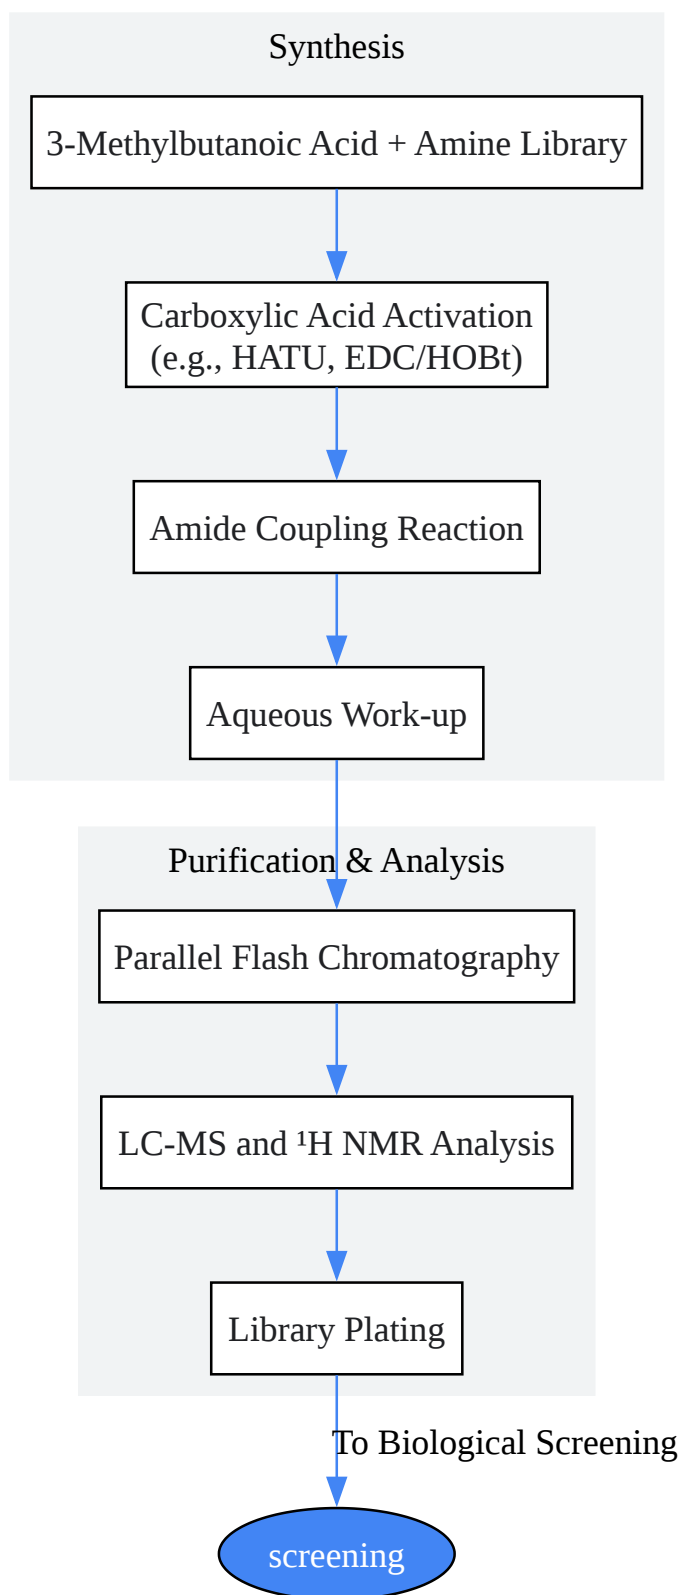 Synthesis
3-Methylbutanoic Acid + Amine Library
Carboxylic Acid Activation
(e.g., HATU, EDC/HOBt)
Amide Coupling Reaction
Aqueous Work-up
Purification & Analysis
Parallel Flash Chromatography
LC-MS and ¹H NMR Analysis
Library Plating
To Biological Screening
screening